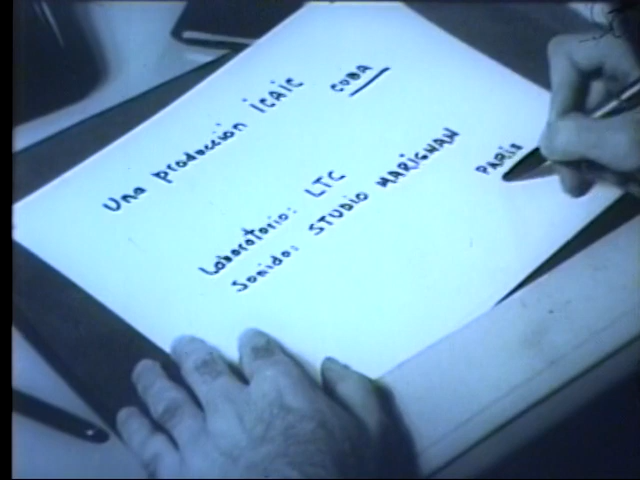 Una producción ICAIC CUBA
Laboratorio: LTC
Sonido: STUDIO MARIGNAN PARIS